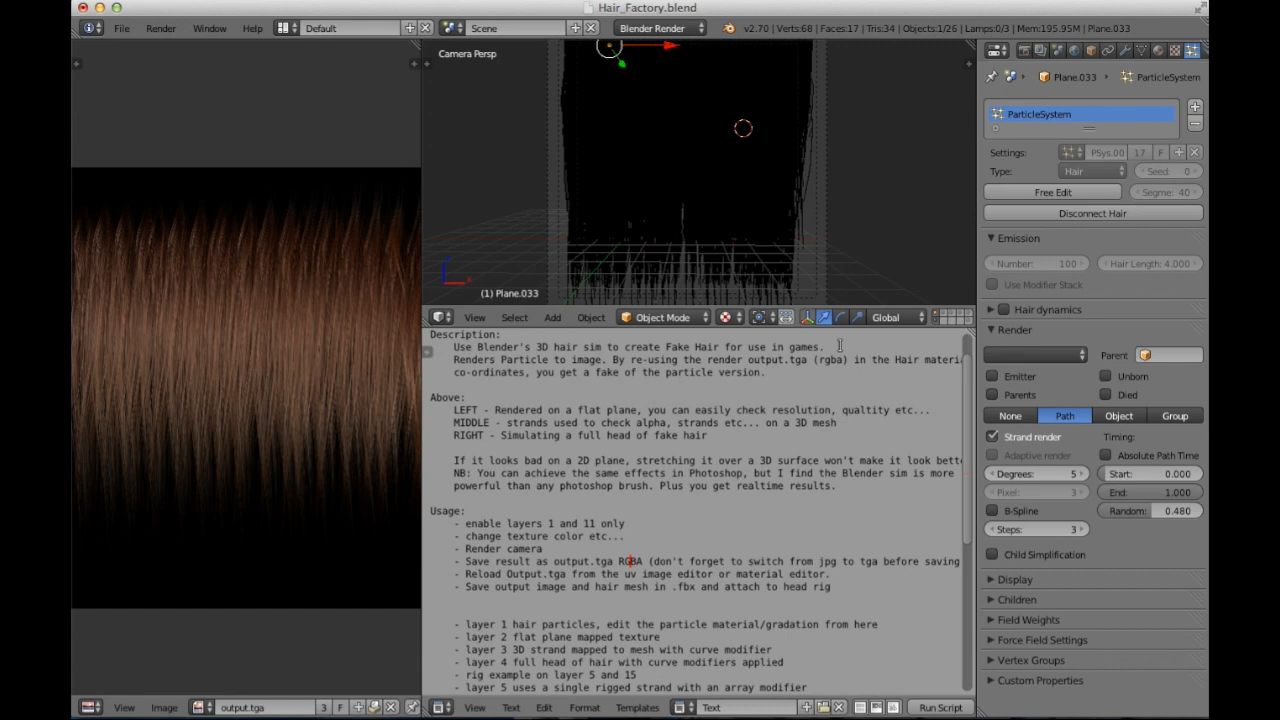 Hair_Factory.blend
File Render Window Help Default Scene Blender Render v2.70 | Verts:68 | Faces:17 | Tris:34 | Objects:1/26 | Lamps:0/3 | Mem:195.95M | Plane.033
Camera Persp
(1) Plane.033
View Select Add Object Object Mode Global
Description:
Use Blender's 3D hair sim to create Fake Hair for use in games.
Renders Particle to image. By re-using the render output.tga (rgba) in the Hair materia
co-ordinates, you get a fake of the particle version.
Above:
LEFT - Rendered on a flat plane, you can easily check resolution, qualtity etc...
MIDDLE - strands used to check alpha, strands etc... on a 3D mesh
RIGHT - Simulating a full head of fake hair
If it looks bad on a 2D plane, stretching it over a 3D surface won't make it look bette
NB: You can achieve the same effects in Photoshop, but I find the Blender sim is more
powerful than any photoshop brush. Plus you get realtime results.
Usage:
- enable layers 1 and 11 only
- change texture color etc...
- Render camera
- Save result as output.tga RGBA (don't forget to switch from jpg to tga before saving
- Reload Output.tga from the uv image editor or material editor.
- Save output image and hair mesh in .fbx and attach to head rig
- layer 1 hair particles, edit the particle material/gradation from here
- layer 2 flat plane mapped texture
- layer 3 3D strand mapped to mesh with curve modifier
- layer 4 full head of hair with curve modifiers applied
- rig example on layer 5 and 15
- layer 5 uses a single rigged strand with an array modifier
View Image output.tga 3 F
View Text Edit Format Templates Text Run Script
Plane.033 ParticleSystem
ParticleSystem
Settings: PSys.00 17 F
Type: Hair Seed: 0
Free Edit Segme: 40
Disconnect Hair
Emission
Number: 100 Hair Length: 4.000
Use Modifier Stack
Hair dynamics
Render
Parent
Emitter Unborn
Parents Died
None Path Object Group
Strand render Timing:
Adaptive render Absolute Path Time
Degrees: 5 Start: 0.000
Pixel: 3 End: 1.000
B-Spline Random: 0.480
Steps: 3
Child Simplification
Display
Children
Field Weights
Force Field Settings
Vertex Groups
Custom Properties